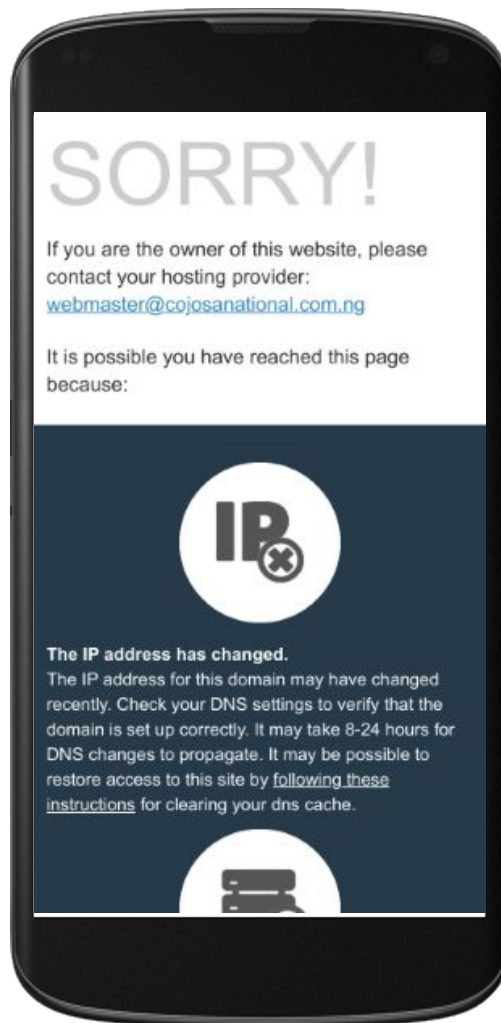 SORRY!
If you are the owner of this website, please
contact your hosting provider:
webmaster@cojosanational.com.ng
It is possible you have reached this page
because:
IP
The IP address has changed.
The IP address for this domain may have changed
recently. Check your DNS settings to verify that the
domain is set up correctly. It may take 8-24 hours for
DNS changes to propagate. It may be possible to
restore access to this site by following these
instructions for clearing your dns cache.